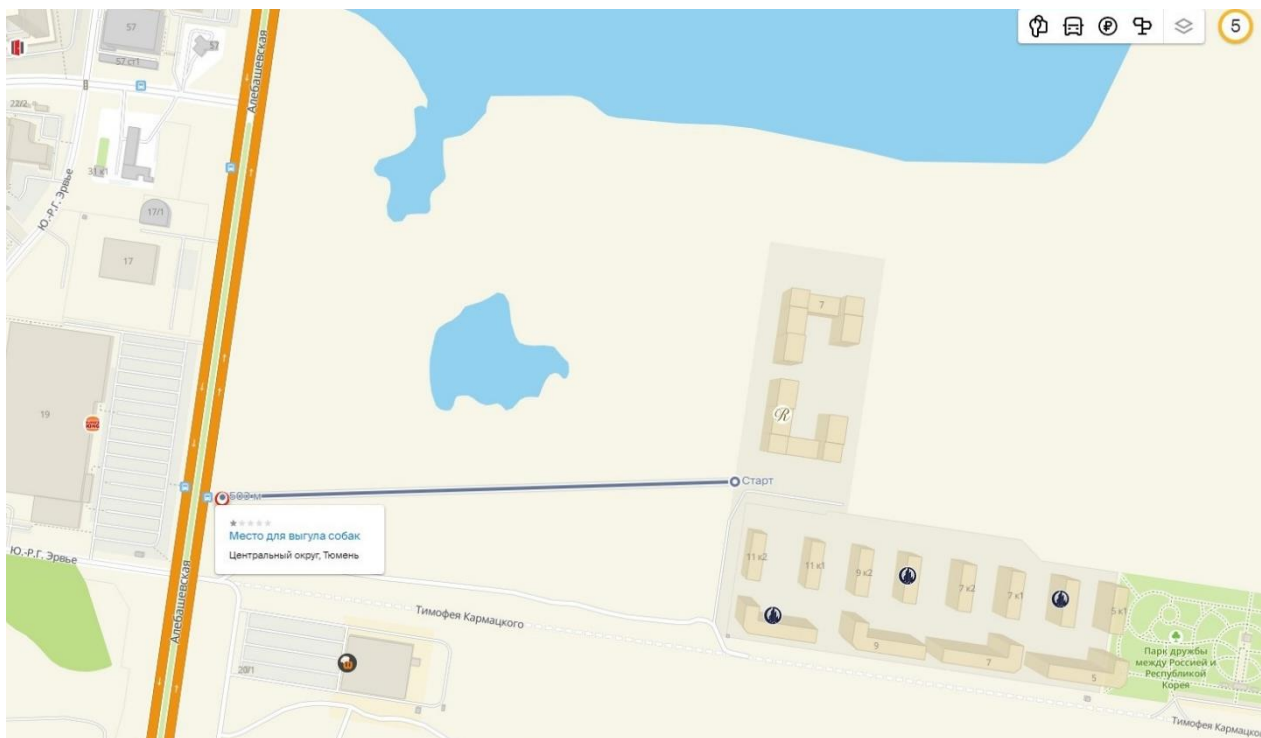 5
57
57
57 ст1
Алебашевская
22/2
31 к1
Ю.-Р.Г. Эрвье
17/1
17
7
19
BURGER KING
R
Старт
583 м
Место для выгула собак
Центральный округ, Тюмень
Ю.-Р.Г. Эрвье
Алебашевская
11 к2
11 к1
9 к2
7 к2
7 к1
5 к1
Тимофея Кармацкого
9
7
5
20/1
Парк дружбы
между Россией и
Республикой
Корея
Тимофея Кармацко